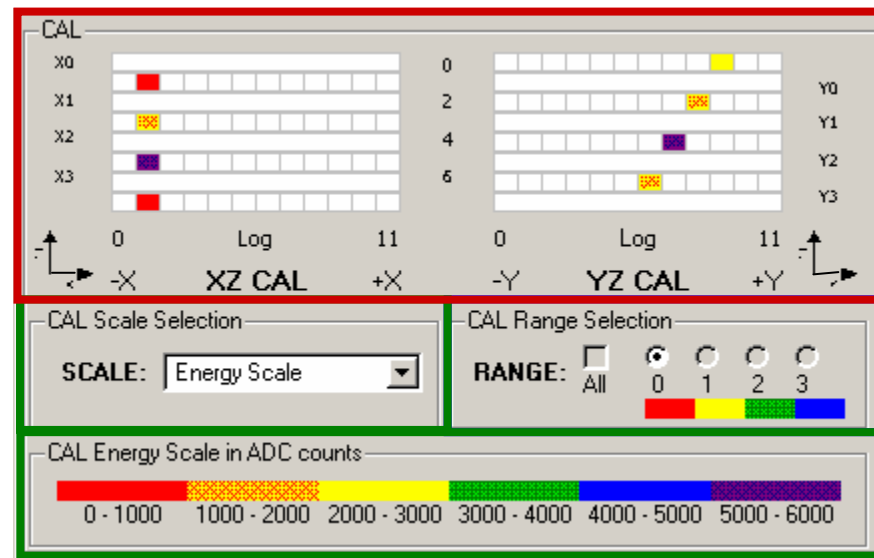 CAL
X0
X1
X2
X3
0
2
4
6
Y0
Y1
Y2
Y3
0 Log 11
-X XZ CAL +X
0 Log 11
-Y YZ CAL +Y
CAL Scale Selection
SCALE: Energy Scale
CAL Range Selection
RANGE: All 0 1 2 3
CAL Energy Scale in ADC counts
0 - 1000 1000 - 2000 2000 - 3000 3000 - 4000 4000 - 5000 5000 - 6000